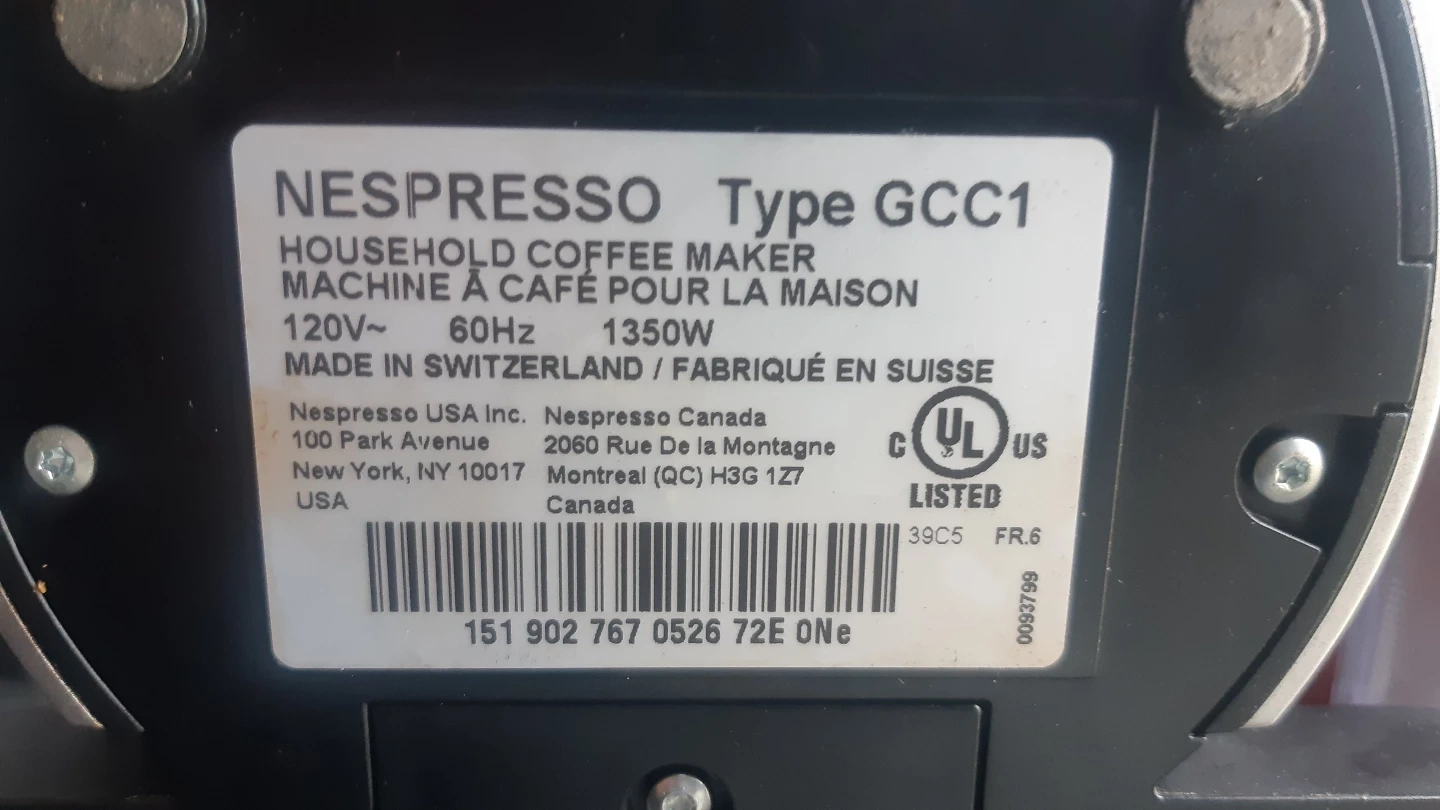 NESPRESSO Type GCC1
HOUSEHOLD COFFEE MAKER
MACHINE À CAFÉ POUR LA MAISON
120V~ 60Hz 1350W
MADE IN SWITZERLAND / FABRIQUÉ EN SUISSE
Nespresso USA Inc.
100 Park Avenue
New York, NY 10017
USA
Nespresso Canada
2060 Rue De la Montagne
Montreal (QC) H3G 1Z7
Canada
C UL US
LISTED
39C5 FR.6
151 902 767 0526 72E 0Ne
0093799